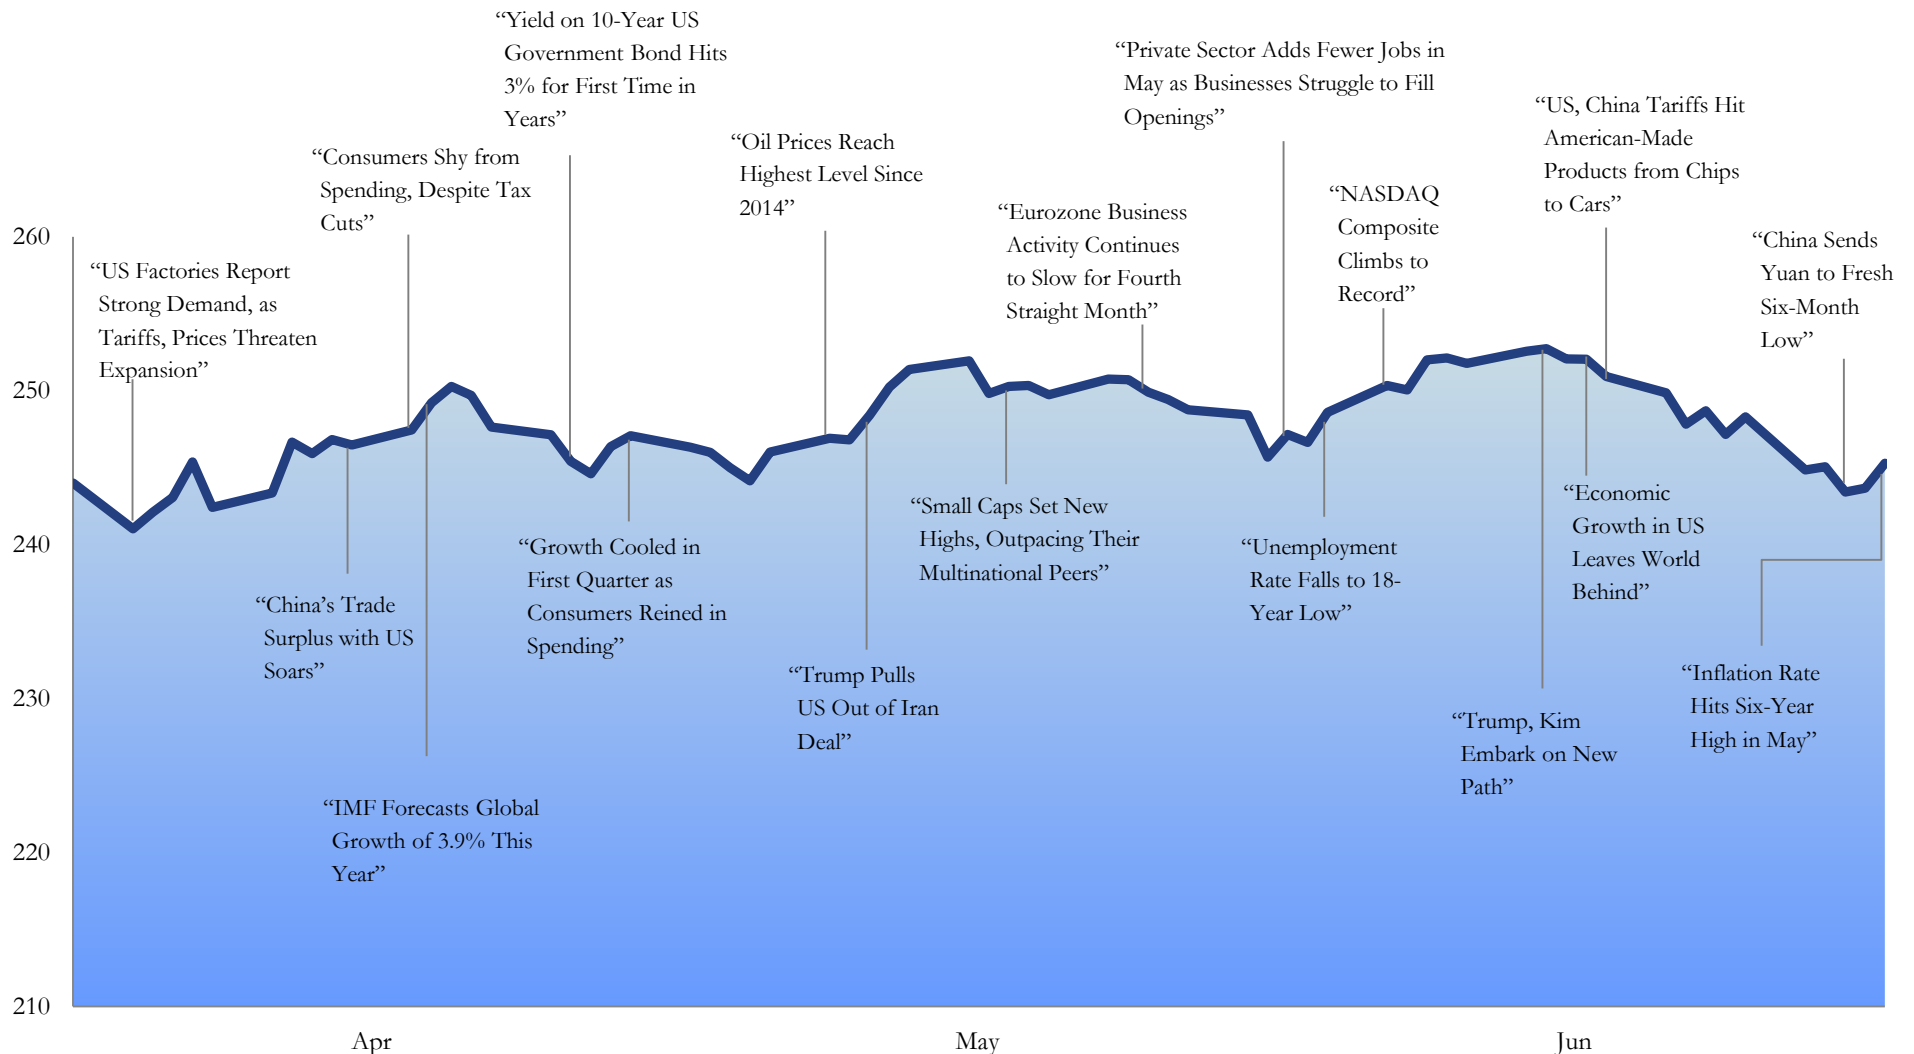 “Yield on 10-Year US
Government Bond Hits
3% for First Time in
Years”
“Private Sector Adds Fewer Jobs in
May as Businesses Struggle to Fill
Openings”
“US, China Tariffs Hit
American-Made
Products from Chips
to Cars”
“Consumers Shy from
Spending, Despite Tax
Cuts”
“Oil Prices Reach
Highest Level Since
2014”
“Eurozone Business
Activity Continues
to Slow for Fourth
Straight Month”
“NASDAQ
Composite
Climbs to
Record”
“China Sends
Yuan to Fresh
Six-Month
Low”
“US Factories Report
Strong Demand, as
Tariffs, Prices Threaten
Expansion”
260
250
240
230
220
210
“China’s Trade
Surplus with US
Soars”
“IMF Forecasts Global
Growth of 3.9% This
Year”
“Growth Cooled in
First Quarter as
Consumers Reined in
Spending”
“Trump Pulls
US Out of Iran
Deal”
“Small Caps Set New
Highs, Outpacing Their
Multinational Peers”
“Unemployment
Rate Falls to 18-
Year Low”
“Trump, Kim
Embark on New
Path”
“Economic
Growth in US
Leaves World
Behind”
“Inflation Rate
Hits Six-Year
High in May”
Apr
May
Jun